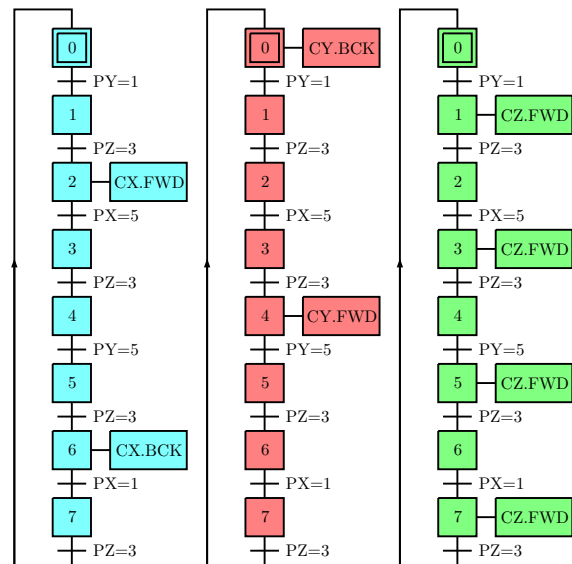 0
PY=1
1
PZ=3
2
CX.FWD
PX=5
3
PZ=3
4
PY=5
5
PZ=3
6
CX.BCK
PX=1
7
PZ=3
0
CY.BCK
PY=1
1
PZ=3
2
PX=5
3
PZ=3
4
CY.FWD
PY=5
5
PZ=3
6
PX=1
7
PZ=3
0
PY=1
1
CZ.FWD
PZ=3
2
PX=5
3
CZ.FWD
PZ=3
4
PY=5
5
CZ.FWD
PZ=3
6
PX=1
7
CZ.FWD
PZ=3